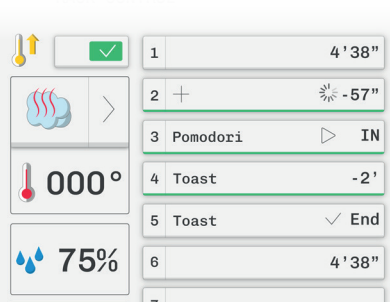 1 4'38”
2 + -57”
3 Pomodori IN
4 Toast -2'
000°
5 Toast End
75%
6 4'38”